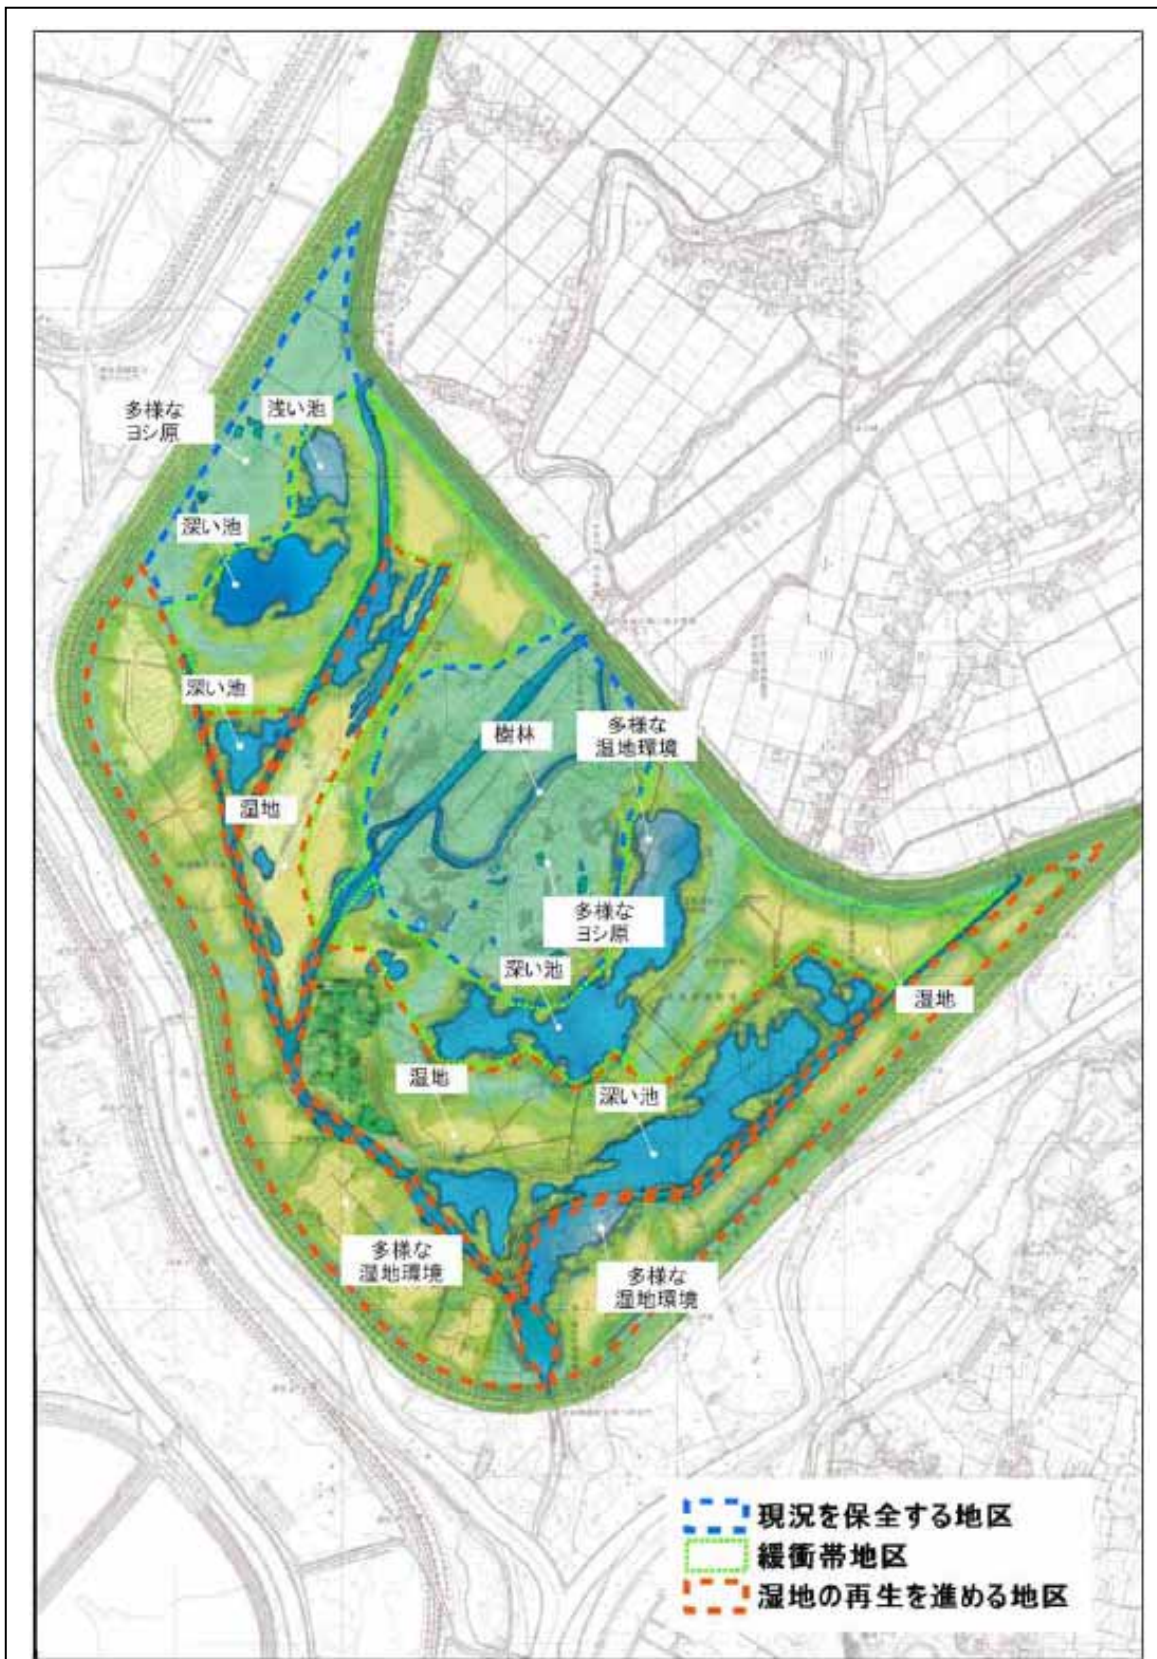 多様な
ヨシ原
浅い池
深い池
深い池
樹林
多様な
湿地環境
湿地
多様な
ヨシ原
深い池
湿地
湿地
深い池
多様な
湿地環境
多様な
湿地環境
現況を保全する地区
緩衝帯地区
湿地の再生を進める地区